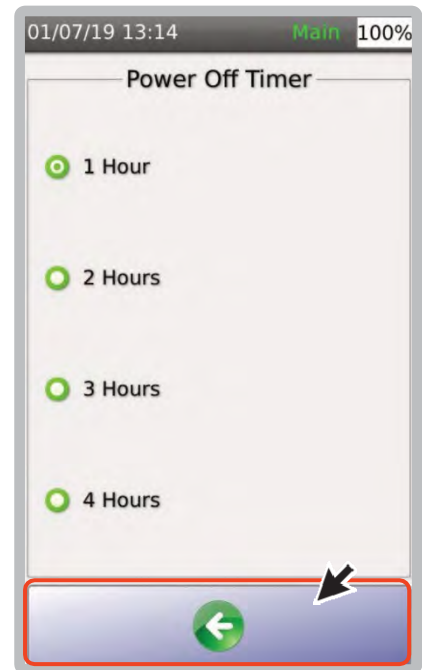 01/07/19 13:14 Main 100%
Power Off Timer
1 Hour
2 Hours
3 Hours
4 Hours